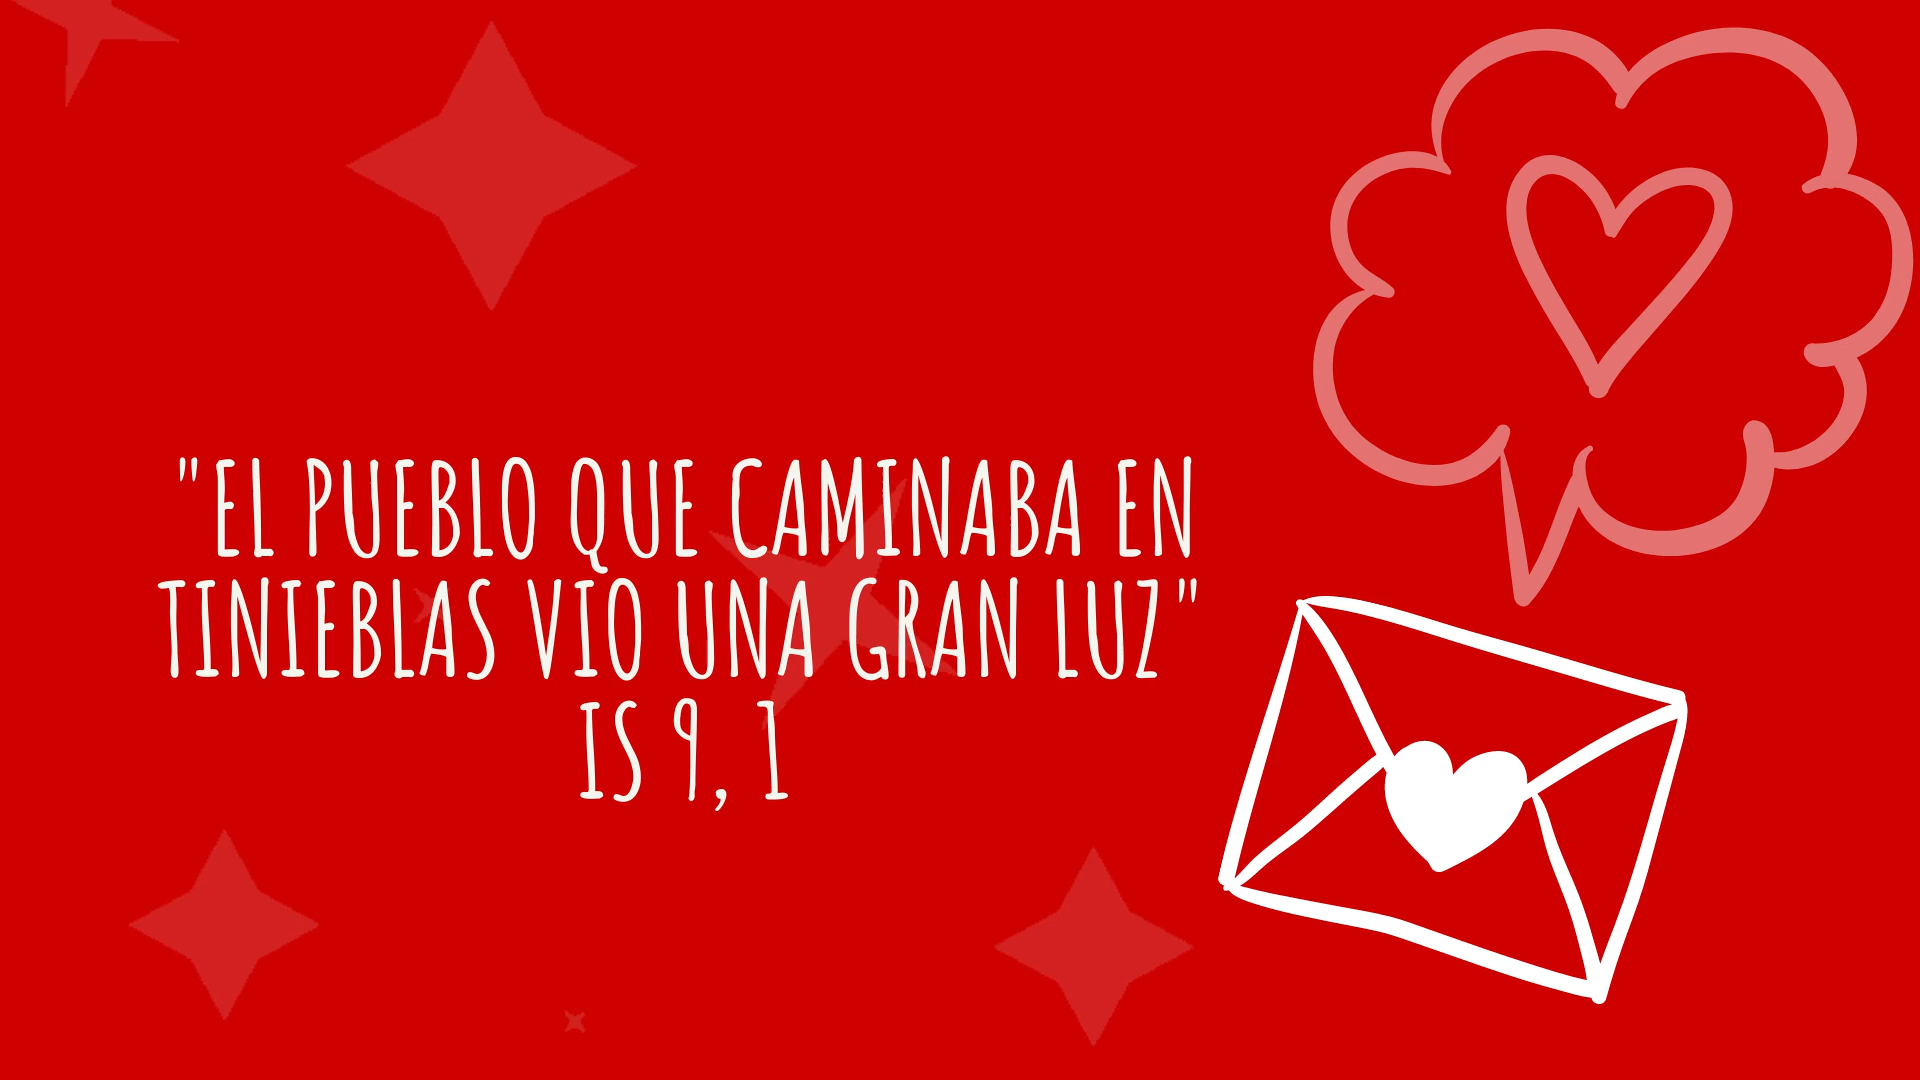 "EL PUEBLO QUE CAMINABA EN
TINIEBLAS VIO UNA GRAN LUZ"
IS 9, 1